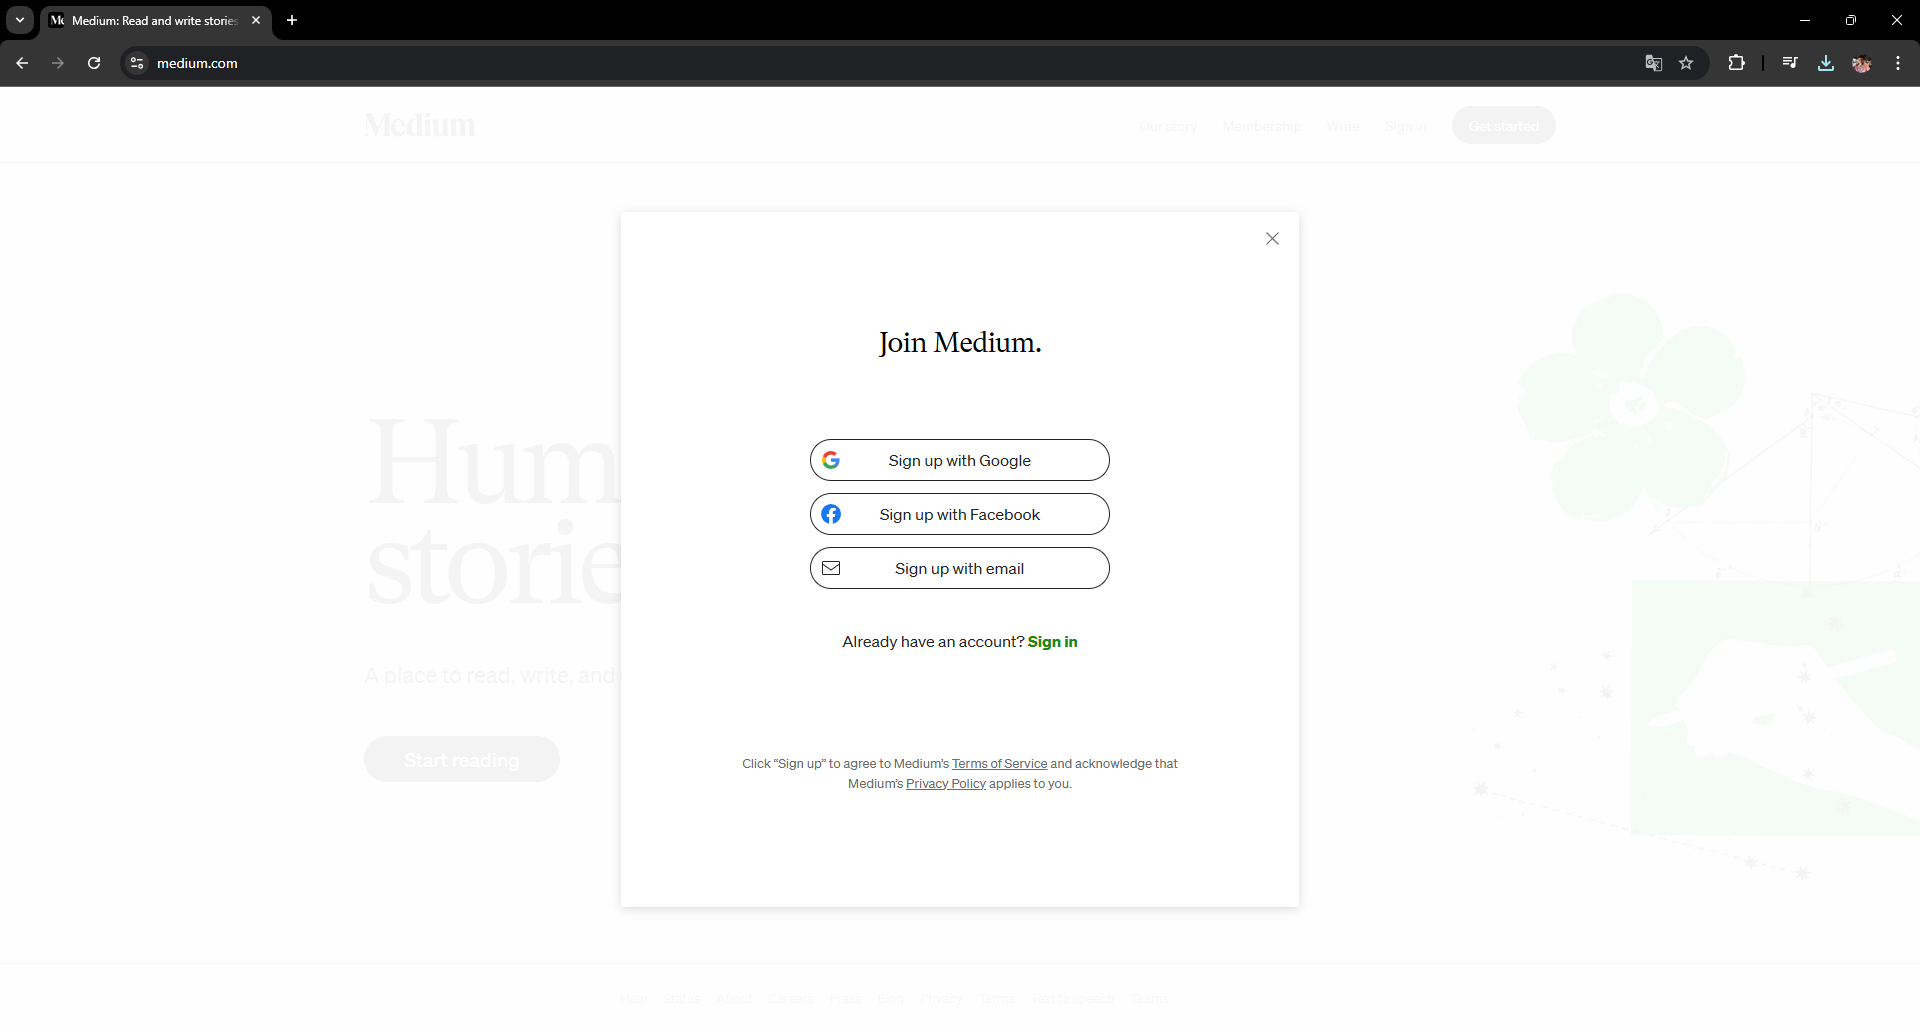 Medium: Read and write stories
medium.com
Medium
Our story Membership Write Sign in Get started
Join Medium.
Hum
storie
Sign up with Google
Sign up with Facebook
Sign up with email
Already have an account? Sign in
A place to read, write, and
Start reading
Click “Sign up” to agree to Medium’s Terms of Service and acknowledge that
Medium’s Privacy Policy applies to you.
Help Status About Careers Press Blog Privacy Terms Text to speech Teams